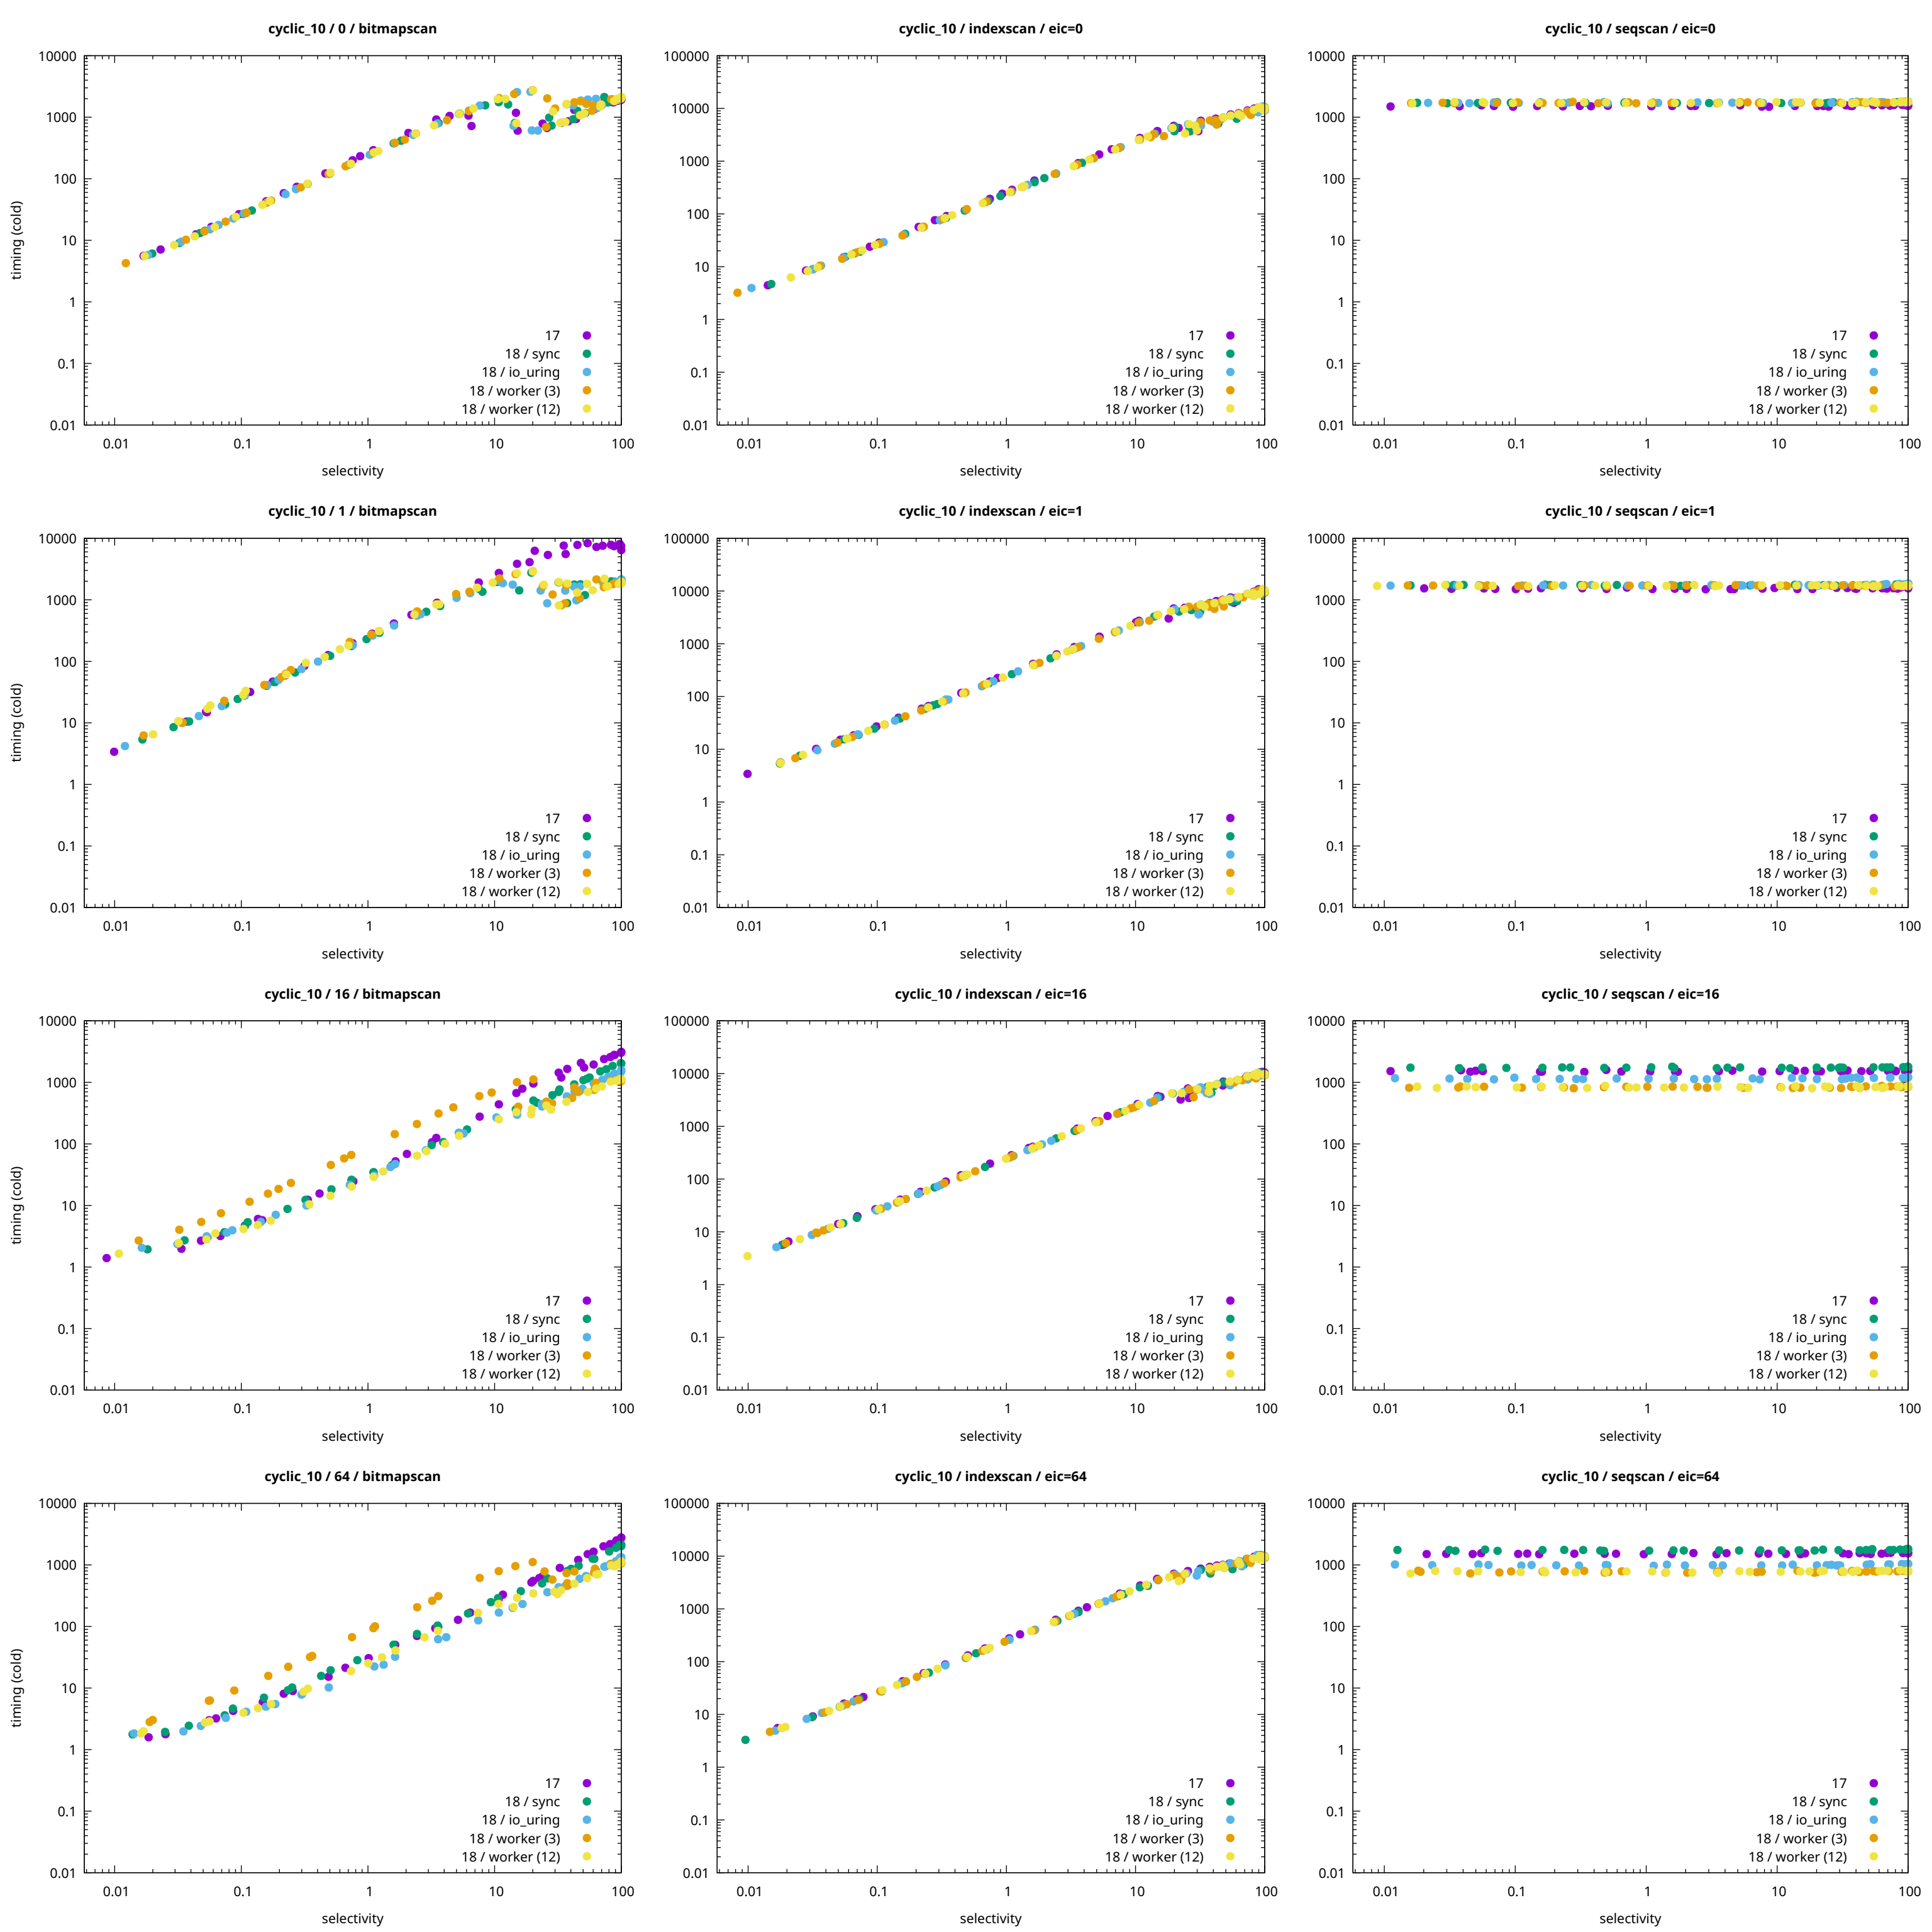 cyclic_10 / 0 / bitmapscan
10000
1000
100
10
1
0.1
0.01
timing (cold)
17
18 / sync
18 / io_uring
18 / worker (3)
18 / worker (12)
0.01 0.1 1 10 100
selectivity
cyclic_10 / indexscan / eic=0
100000
10000
1000
100
10
1
0.1
0.01
17
18 / sync
18 / io_uring
18 / worker (3)
18 / worker (12)
0.01 0.1 1 10 100
selectivity
cyclic_10 / seqscan / eic=0
10000
1000
100
10
1
0.1
0.01
17
18 / sync
18 / io_uring
18 / worker (3)
18 / worker (12)
0.01 0.1 1 10 100
selectivity
cyclic_10 / 1 / bitmapscan
10000
1000
100
10
1
0.1
0.01
timing (cold)
17
18 / sync
18 / io_uring
18 / worker (3)
18 / worker (12)
0.01 0.1 1 10 100
selectivity
cyclic_10 / indexscan / eic=1
100000
10000
1000
100
10
1
0.1
0.01
17
18 / sync
18 / io_uring
18 / worker (3)
18 / worker (12)
0.01 0.1 1 10 100
selectivity
cyclic_10 / seqscan / eic=1
10000
1000
100
10
1
0.1
0.01
17
18 / sync
18 / io_uring
18 / worker (3)
18 / worker (12)
0.01 0.1 1 10 100
selectivity
cyclic_10 / 16 / bitmapscan
10000
1000
100
10
1
0.1
0.01
timing (cold)
17
18 / sync
18 / io_uring
18 / worker (3)
18 / worker (12)
0.01 0.1 1 10 100
selectivity
cyclic_10 / indexscan / eic=16
100000
10000
1000
100
10
1
0.1
0.01
17
18 / sync
18 / io_uring
18 / worker (3)
18 / worker (12)
0.01 0.1 1 10 100
selectivity
cyclic_10 / seqscan / eic=16
10000
1000
100
10
1
0.1
0.01
17
18 / sync
18 / io_uring
18 / worker (3)
18 / worker (12)
0.01 0.1 1 10 100
selectivity
cyclic_10 / 64 / bitmapscan
10000
1000
100
10
1
0.1
0.01
timing (cold)
17
18 / sync
18 / io_uring
18 / worker (3)
18 / worker (12)
0.01 0.1 1 10 100
selectivity
cyclic_10 / indexscan / eic=64
100000
10000
1000
100
10
1
0.1
0.01
17
18 / sync
18 / io_uring
18 / worker (3)
18 / worker (12)
0.01 0.1 1 10 100
selectivity
cyclic_10 / seqscan / eic=64
10000
1000
100
10
1
0.1
0.01
17
18 / sync
18 / io_uring
18 / worker (3)
18 / worker (12)
0.01 0.1 1 10 100
selectivity